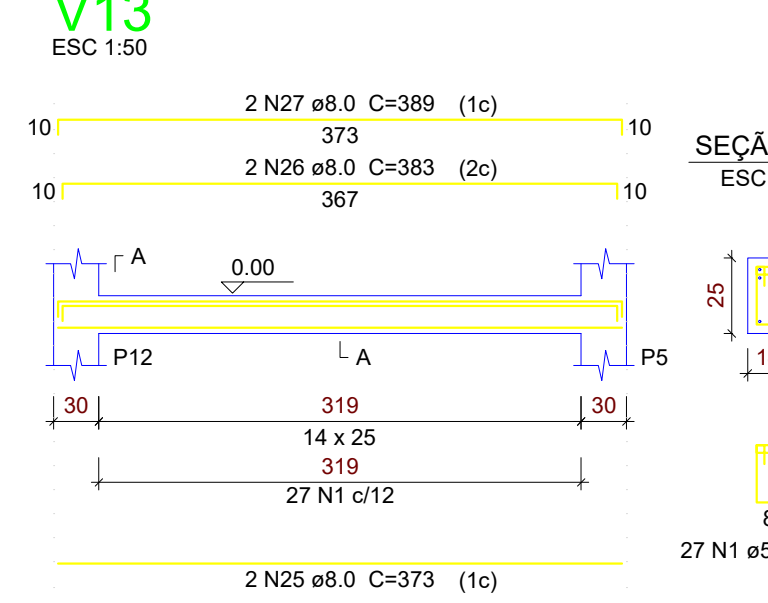 V13
ESC 1:50
2 N27 ø8.0 C=389 (1c)
10
373
10
2 N26 ø8.0 C=383 (2c)
10
367
10
SEÇÃ
ESC
A
0.00
25
P12
A
P5
30
319
30
1
14 x 25
319
27 N1 c/12
8
27 N1 ø5
2 N25 ø8.0 C=373 (1c)